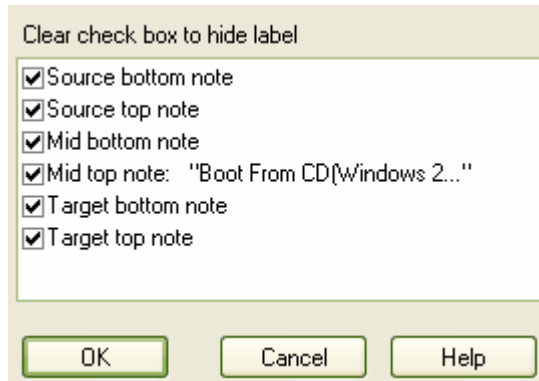 Clear check box to hide label
Source bottom note
Source top note
Mid bottom note
Mid top note: "Boot From CD(Windows 2..."
Target bottom note
Target top note
OK Cancel Help